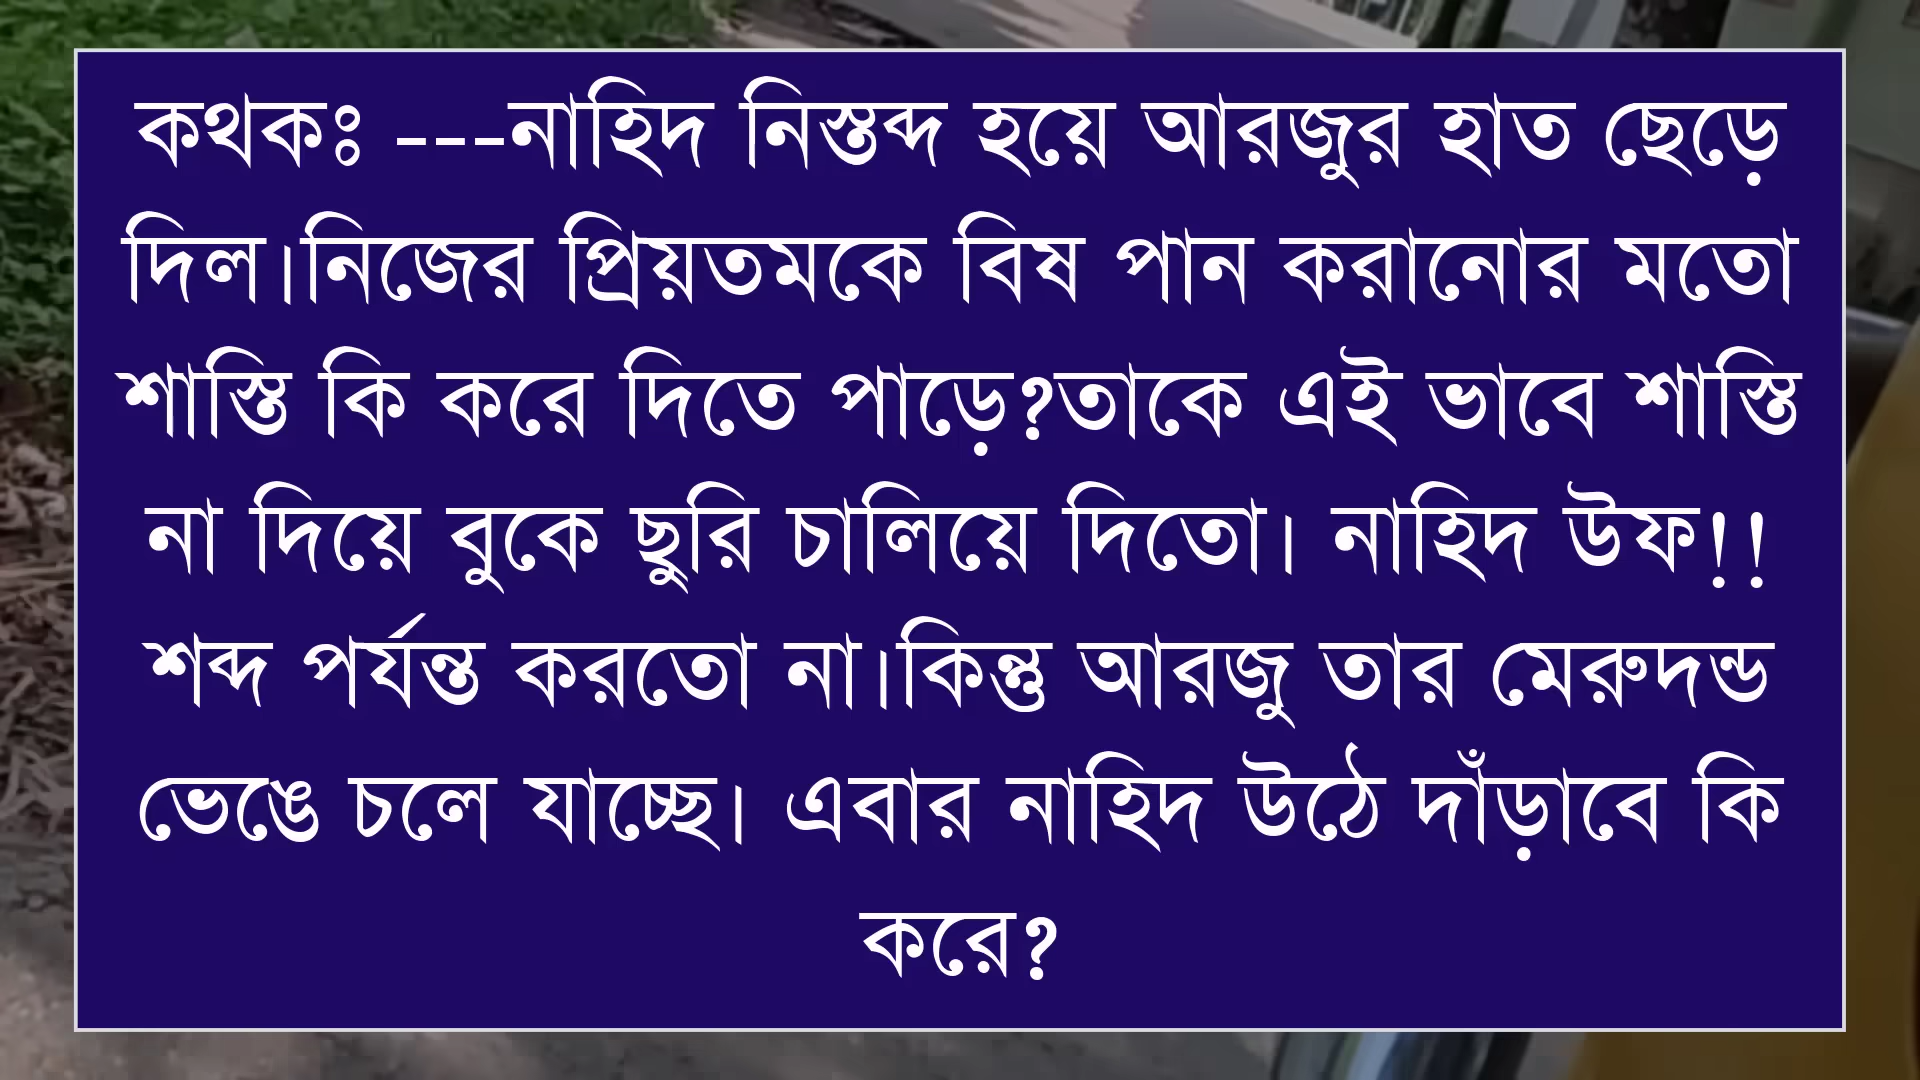 কথকঃ ---নাহিদ নিস্তব্দ হয়ে আরজুর হাত ছেড়ে
দিল।নিজের প্রিয়তমকে বিষ পান করানোর মতো
শাস্তি কি করে দিতে পাড়ে?তাকে এই ভাবে শাস্তি
না দিয়ে বুকে ছুরি চালিয়ে দিতো। নাহিদ উফ!!
শব্দ পর্যন্ত করতো না।কিন্তু আরজু তার মেরুদন্ড
ভেঙে চলে যাচ্ছে। এবার নাহিদ উঠে দাঁড়াবে কি
করে?